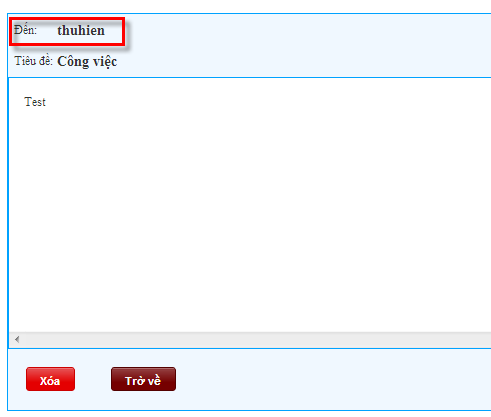 Đến: thuhien
Tiêu đề: Công việc
Test
Xóa Trở về